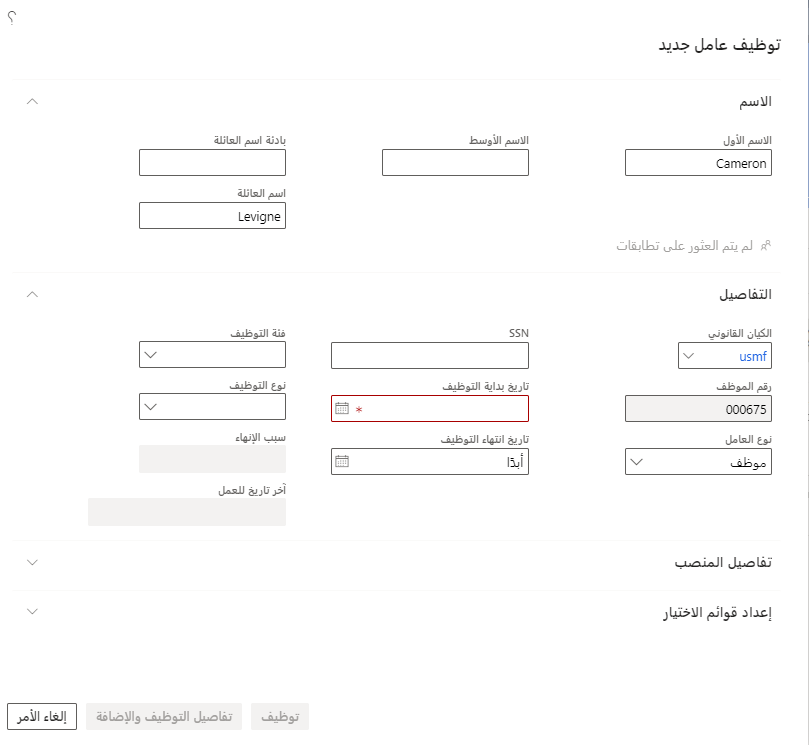 ؟
توظيف عامل جديد
الاسم
الاسم الأول
الاسم الأوسط
بادئة اسم العائلة
Cameron
اسم العائلة
Levigne
لم يتم العثور على تطابقات
التفاصيل
الكيان القانوني
SSN
فئة التوظيف
usmf
رقم الموظف
تاريخ بداية التوظيف
نوع التوظيف
000675
*
نوع العامل
تاريخ انتهاء التوظيف
سبب الإنهاء
موظف
أبدًا
آخر تاريخ للعمل
تفاصيل المنصب
إعداد قوائم الاختيار
توظيف
تفاصيل التوظيف والإضافة
إلغاء الأمر